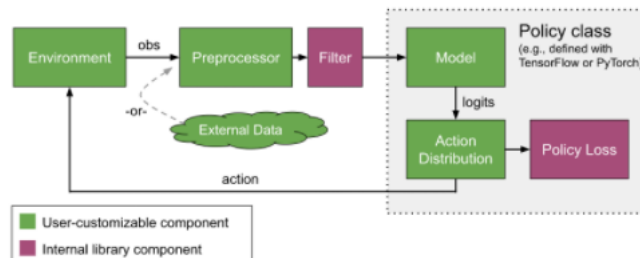 Policy class
(e.g., defined with
TensorFlow or PyTorch)
Environment
obs
Preprocessor
Filter
Model
-or-
External Data
logits
Action
Distribution
Policy Loss
action
User-customizable component
Internal library component